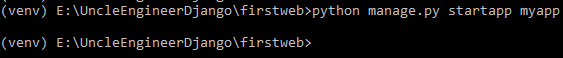 (venv) E:\UncleEngineerDjango\firstweb>python manage.py startapp myapp
(venv) E:\UncleEngineerDjango\firstweb>